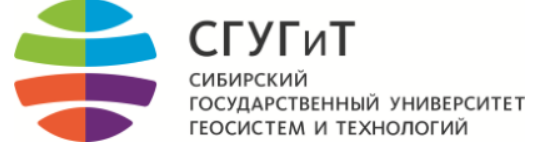 СГУГиТ
СИБИРСКИЙ
ГОСУДАРСТВЕННЫЙ УНИВЕРСИТЕТ
ГЕОСИСТЕМ И ТЕХНОЛОГИЙ